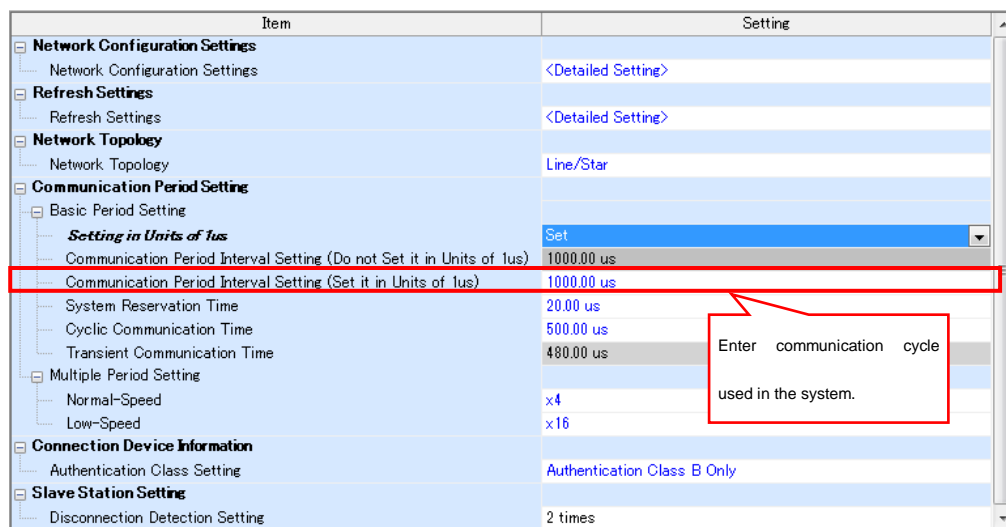 Item Setting
Network Configuration Settings
Network Configuration Settings <Detailed Setting>
Refresh Settings
Refresh Settings <Detailed Setting>
Network Topology
Network Topology Line/Star
Communication Period Setting
Basic Period Setting
Setting in Units of 1us Set
Communication Period Interval Setting (Do not Set it in Units of 1us) 1000.00 us
Communication Period Interval Setting (Set it in Units of 1us) 1000.00 us
System Reservation Time 20.00 us
Cyclic Communication Time 500.00 us
Transient Communication Time 480.00 us
Enter communication cycle
used in the system.
Multiple Period Setting
Normal-Speed x4
Low-Speed x16
Connection Device Information
Authentication Class Setting Authentication Class B Only
Slave Station Setting
Disconnection Detection Setting 2 times